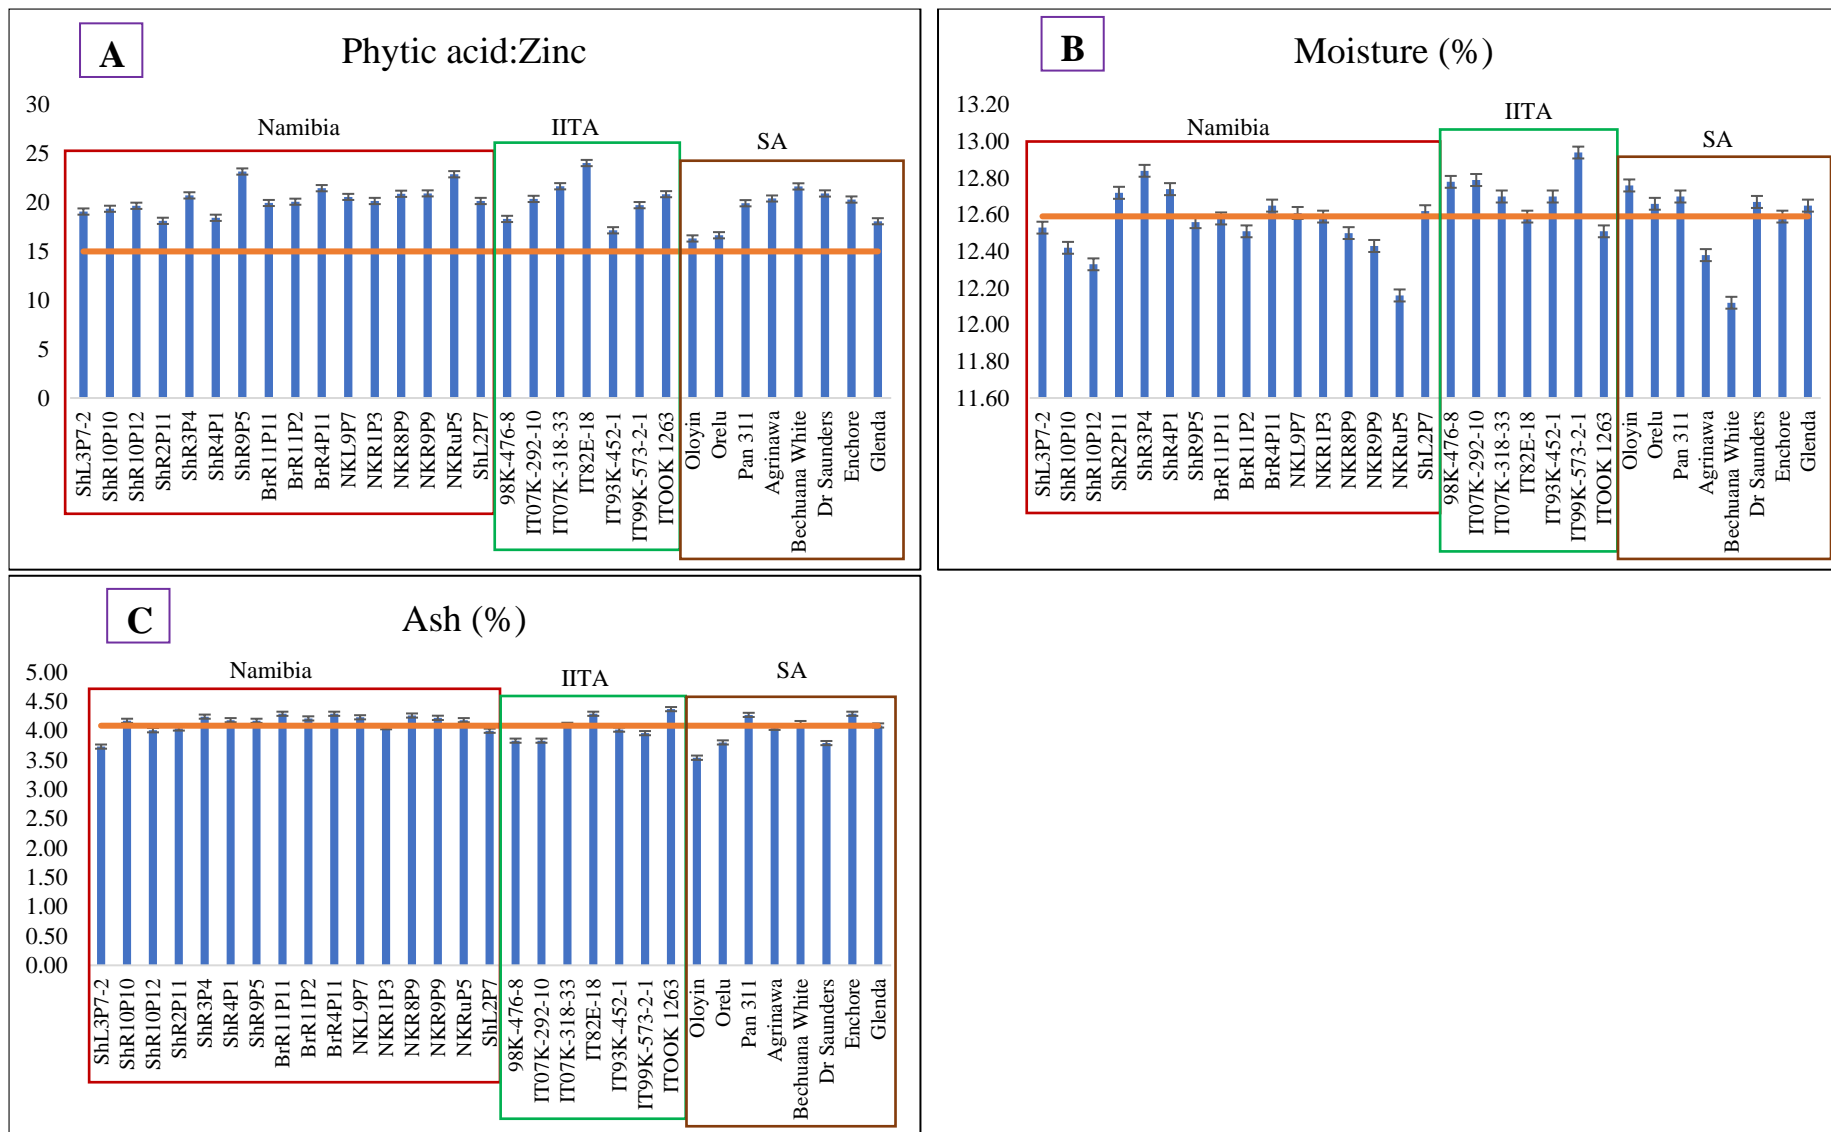 A
Phytic acid:Zinc
30
25
20
15
10
5
0
Namibia
IITA
SA
ShL3P7-2
ShR10P10
ShR10P12
ShR2P11
ShR3P4
ShR4P1
ShR9P5
BrR11P11
BrR11P2
BrR4P11
NKL9P7
NKR1P3
NKR8P9
NKR9P9
NKRuP5
ShL2P7
98K-476-8
IT07K-292-10
IT07K-318-33
IT82E-18
IT93K-452-1
IT99K-573-2-1
ITOOK 1263
Oloyin
Orelu
Pan 311
Agrinawa
Bechuana White
Dr Saunders
Enchore
Glenda
B
Moisture (%)
13.20
13.00
12.80
12.60
12.40
12.20
12.00
11.80
11.60
Namibia
IITA
SA
ShL3P7-2
ShR10P10
ShR10P12
ShR2P11
ShR3P4
ShR4P1
ShR9P5
BrR11P11
BrR11P2
BrR4P11
NKL9P7
NKR1P3
NKR8P9
NKR9P9
NKRuP5
ShL2P7
98K-476-8
IT07K-292-10
IT07K-318-33
IT82E-18
IT93K-452-1
IT99K-573-2-1
ITOOK 1263
Oloyin
Orelu
Pan 311
Agrinawa
Bechuana White
Dr Saunders
Enchore
Glenda
C
Ash (%)
5.00
4.50
4.00
3.50
3.00
2.50
2.00
1.50
1.00
0.50
0.00
Namibia
IITA
SA
ShL3P7-2
ShR10P10
ShR10P12
ShR2P11
ShR3P4
ShR4P1
ShR9P5
BrR11P11
BrR11P2
BrR4P11
NKL9P7
NKR1P3
NKR8P9
NKR9P9
NKRuP5
ShL2P7
98K-476-8
IT07K-292-10
IT07K-318-33
IT82E-18
IT93K-452-1
IT99K-573-2-1
ITOOK 1263
Oloyin
Orelu
Pan 311
Agrinawa
Bechuana White
Dr Saunders
Enchore
Glenda